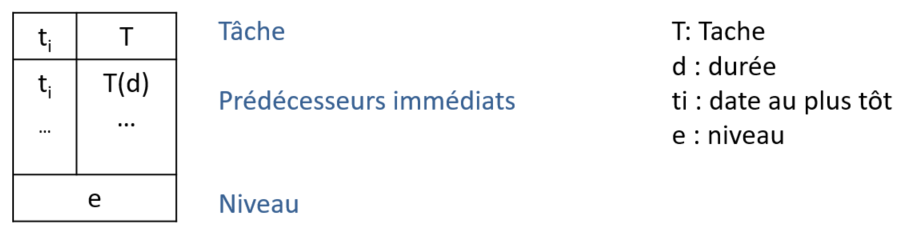 ti T
Tâche
ti T(d)
... ...
Prédécesseurs immédiats
e
Niveau
T: Tache
d : durée
ti : date au plus tôt
e : niveau